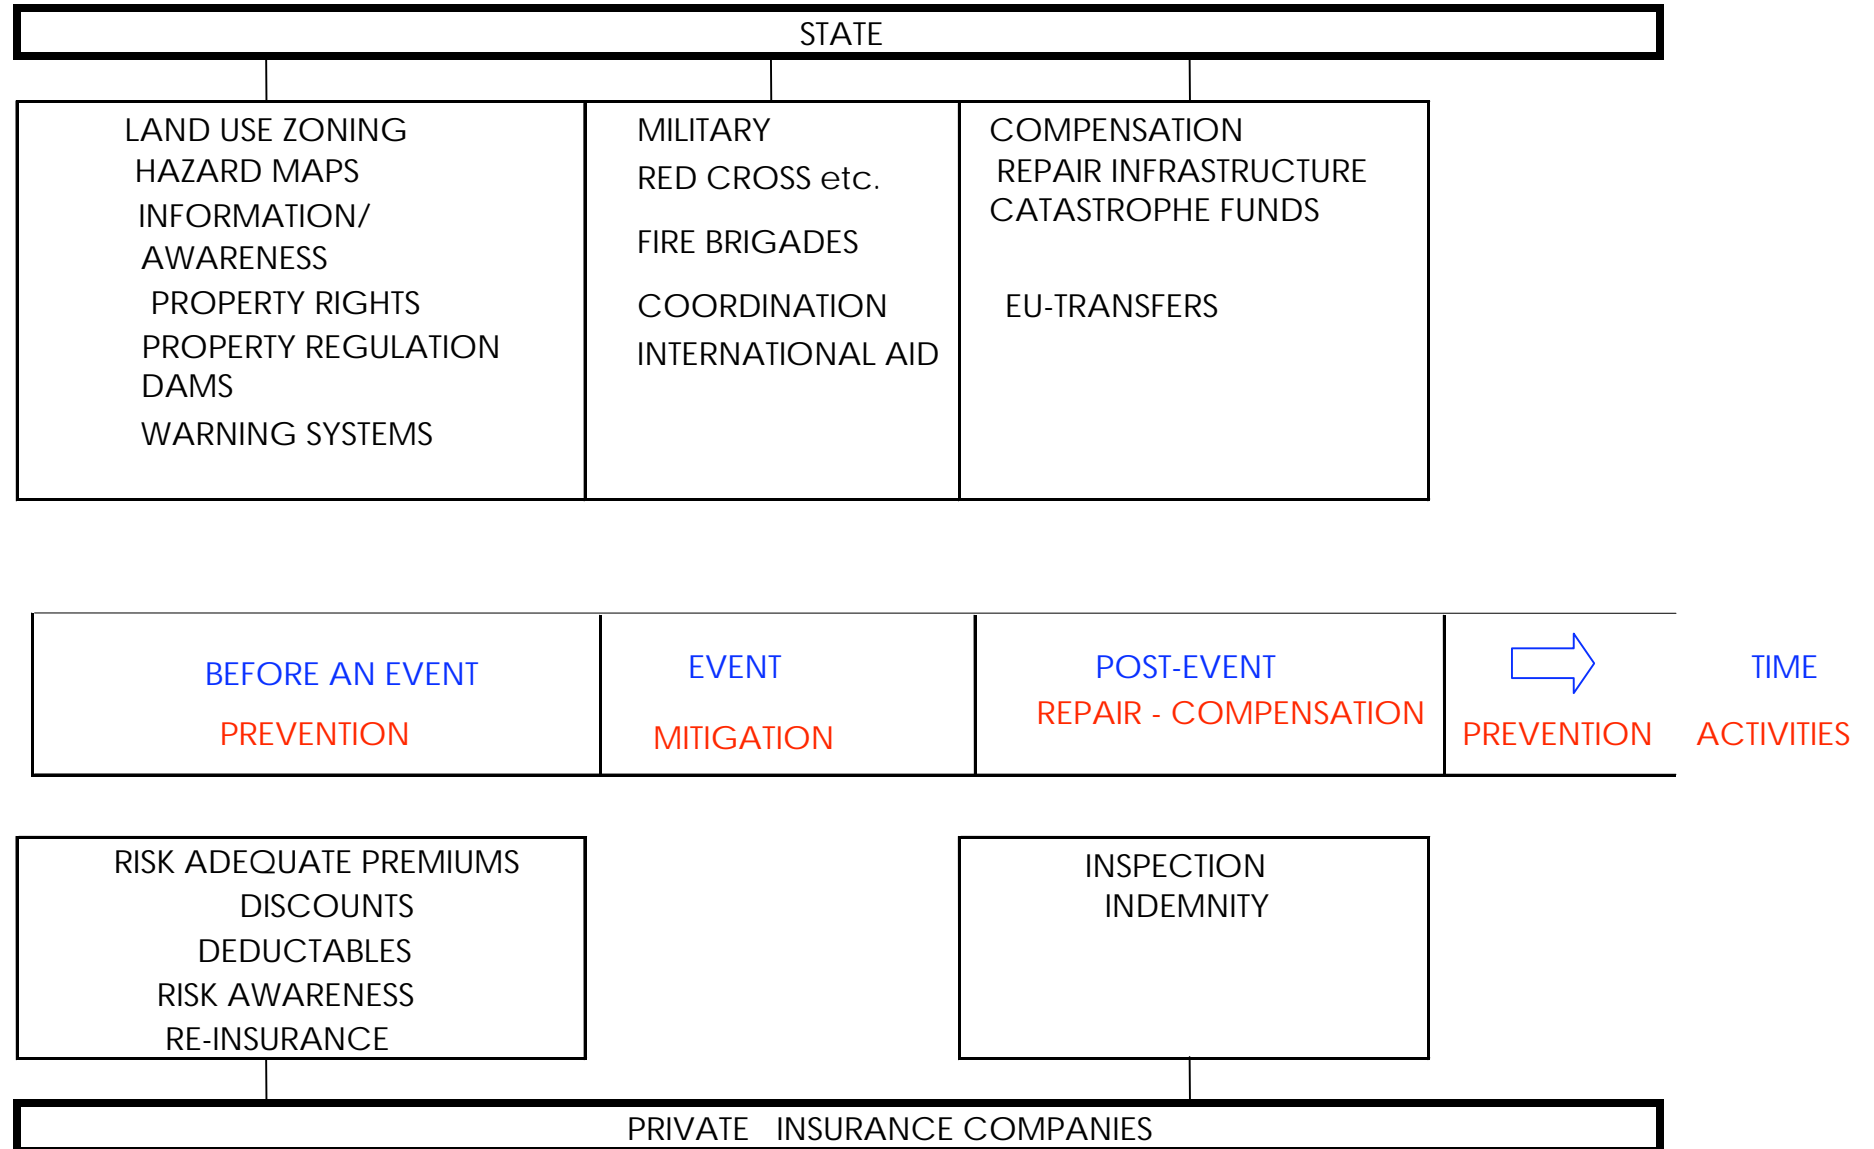 STATE
LAND USE ZONING
HAZARD MAPS
INFORMATION/
AWARENESS
PROPERTY RIGHTS
PROPERTY REGULATION
DAMS
WARNING SYSTEMS
MILITARY
RED CROSS etc.
FIRE BRIGADES
COORDINATION
INTERNATIONAL AID
COMPENSATION
REPAIR INFRASTRUCTURE
CATASTROPHE FUNDS
EU-TRANSFERS
BEFORE AN EVENT
PREVENTION
EVENT
MITIGATION
POST-EVENT
REPAIR - COMPENSATION
PREVENTION
TIME
ACTIVITIES
RISK ADEQUATE PREMIUMS
DISCOUNTS
DEDUCTABLES
RISK AWARENESS
RE-INSURANCE
INSPECTION
INDEMNITY
PRIVATE INSURANCE COMPANIES